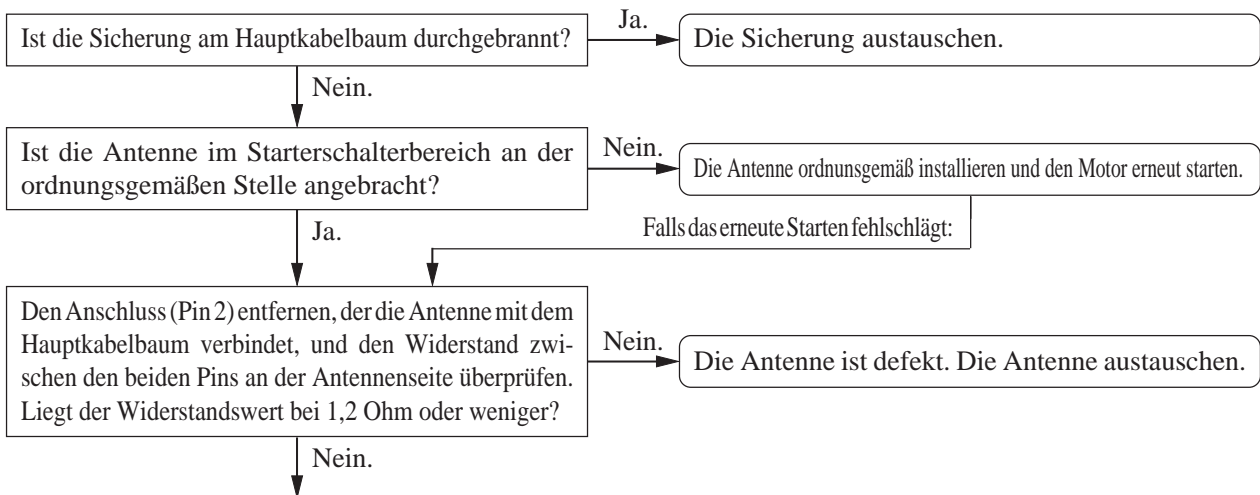 Ist die Sicherung am Hauptkabelbaum durchgebrannt?
Ja.
Die Sicherung austauschen.
Nein.
Ist die Antenne im Starterschalterbereich an der
ordnungsgemäßen Stelle angebracht?
Nein.
Die Antenne ordnungsgemäß installieren und den Motor erneut starten.
Ja.
Falls das erneute Starten fehlschlägt:
Den Anschluss (Pin 2) entfernen, der die Antenne mit dem
Hauptkabelbaum verbindet, und den Widerstand zwi-
schen den beiden Pins an der Antennenseite überprüfen.
Liegt der Widerstandswert bei 1,2 Ohm oder weniger?
Nein.
Die Antenne ist defekt. Die Antenne austauschen.
Nein.